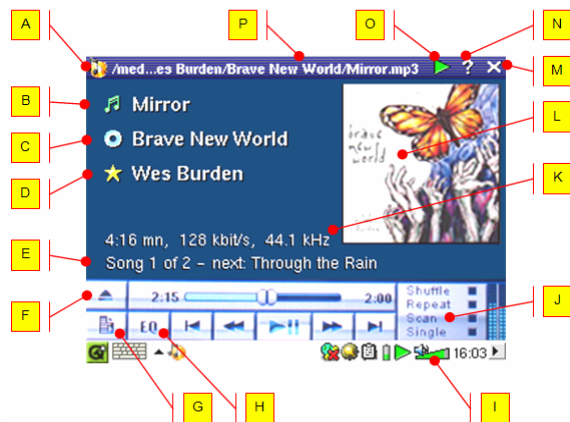 A
P
O
N
/med...es Burden/Brave New World/Mirror.mp3 ? X
M
B
Mirror
L
C
Brave New World
brave
new
world
D
Wes Burden
K
4:16 mn, 128 kbit/s, 44.1 kHz
E
Song 1 of 2 - next: Through the Rain
F
2:15 2:00
Shuffle
Repeat
Scan
Single
J
EQ
16:03
G
H
I